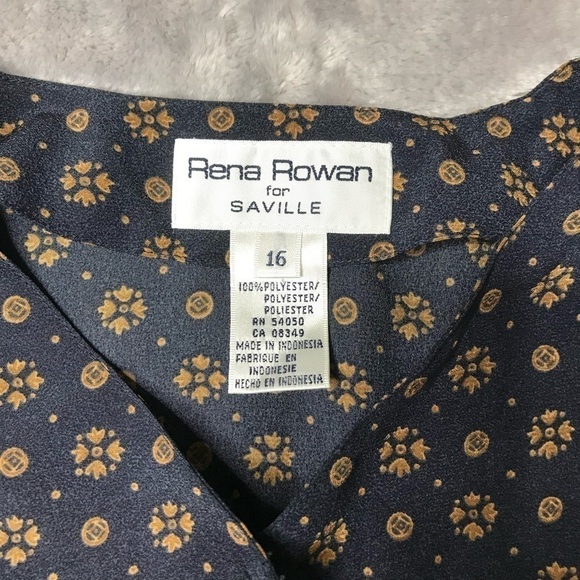 Rena Rowan
for
SAVILLE
16
100% POLYESTER/
POLYESTER/
POLIESTER
RN 54050
CA 08349
MADE IN INDONESIA
FABRIQUE EN
INDONESIE
HECHO EN INDONESIA